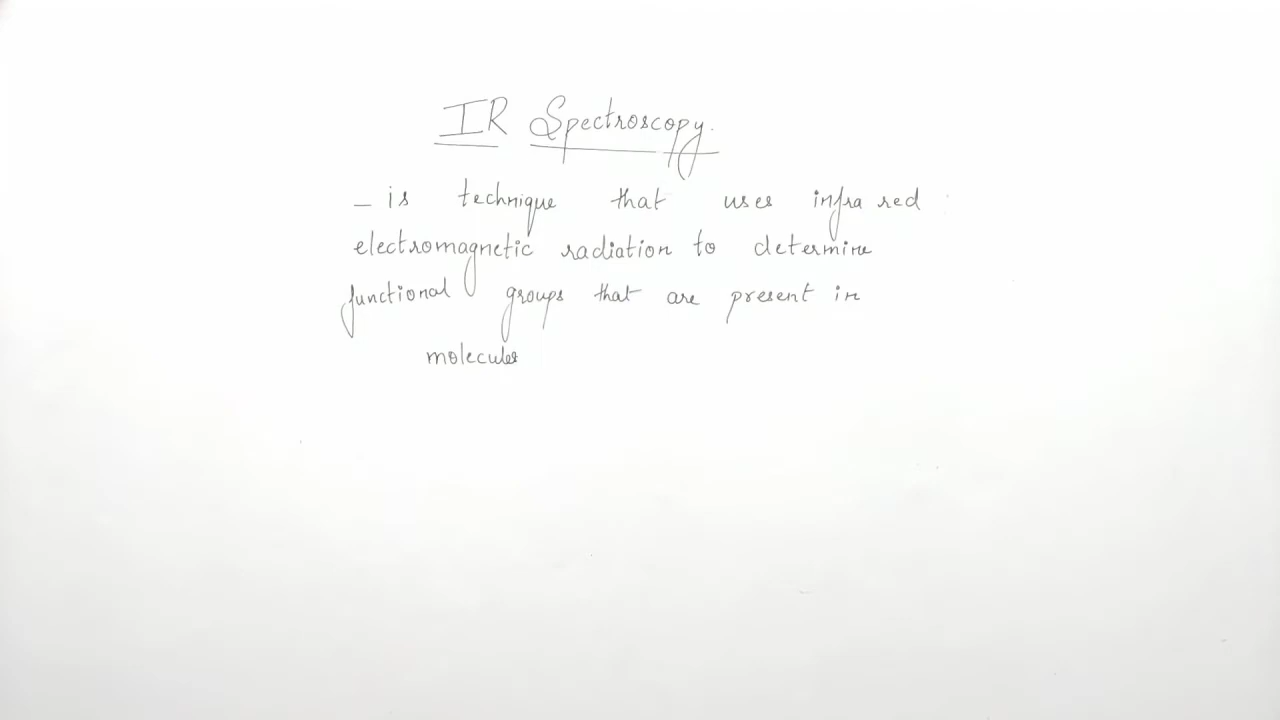 IR Spectroscopy.
- is technique that uses infra red
electromagnetic radiation to determine
functional groups that are present in
molecules